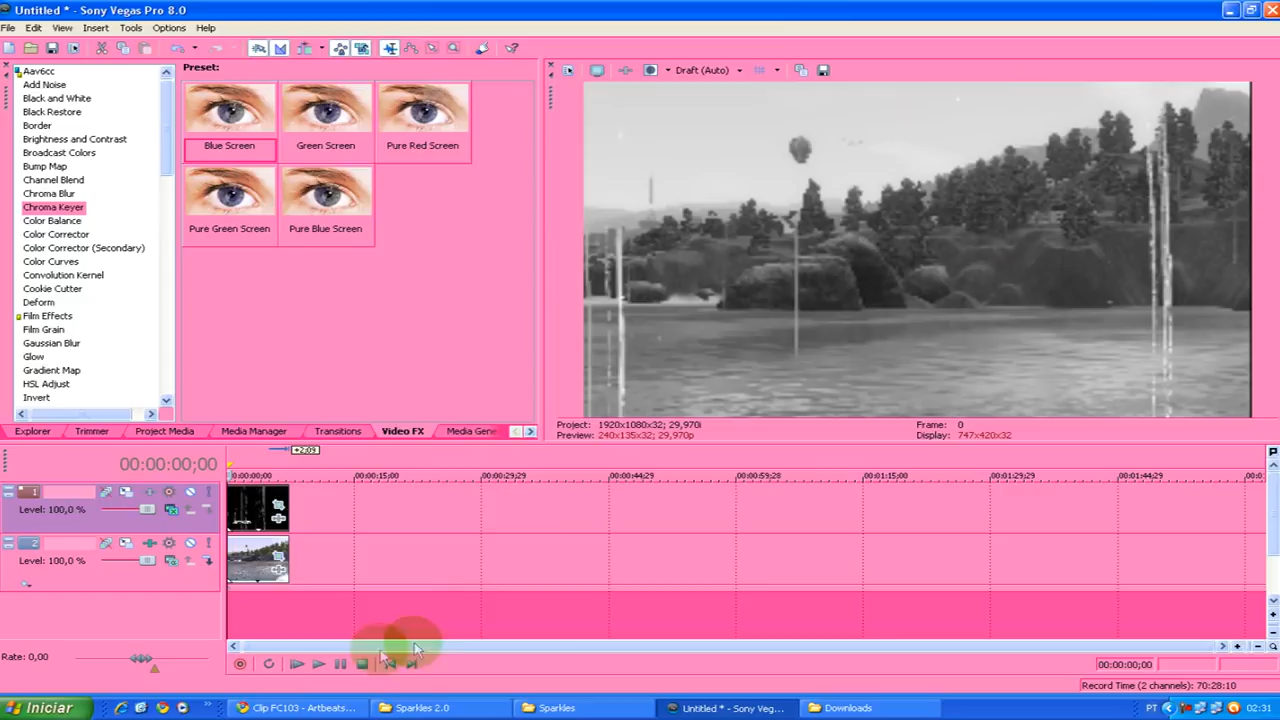 Untitled * - Sony Vegas Pro 8.0
File Edit View Insert Tools Options Help
Aav6cc
Add Noise
Black and White
Black Restore
Border
Brightness and Contrast
Broadcast Colors
Bump Map
Channel Blend
Chroma Blur
Chroma Keyer
Color Balance
Color Corrector
Color Corrector (Secondary)
Color Curves
Convolution Kernel
Cookie Cutter
Deform
Film Effects
Film Grain
Gaussian Blur
Glow
Gradient Map
HSL Adjust
Invert
Preset:
Blue Screen Green Screen Pure Red Screen
Pure Green Screen Pure Blue Screen
Draft (Auto)
Project: 1920x1080x32; 29,970i Frame: 0
Preview: 240x135x32; 29,970p Display: 747x420x32
Explorer Trimmer Project Media Media Manager Transitions Video FX Media Gene
+2:09
00:00:00;00
00:00:00;00 00:00:15;00 00:00:29;29 00:00:44;29 00:00:59;28 00:01:15;00 00:01:29;29 00:01:44;29 00:0
1
Level: 100,0 %
2
Level: 100,0 %
Rate: 0,00
00:00:00;00
Record Time (2 channels): 70:28:10
Iniciar Clip FC103 - Artbeats... Sparkles 2.0 Sparkles Untitled * - Sony Veg... Downloads PT 02:31